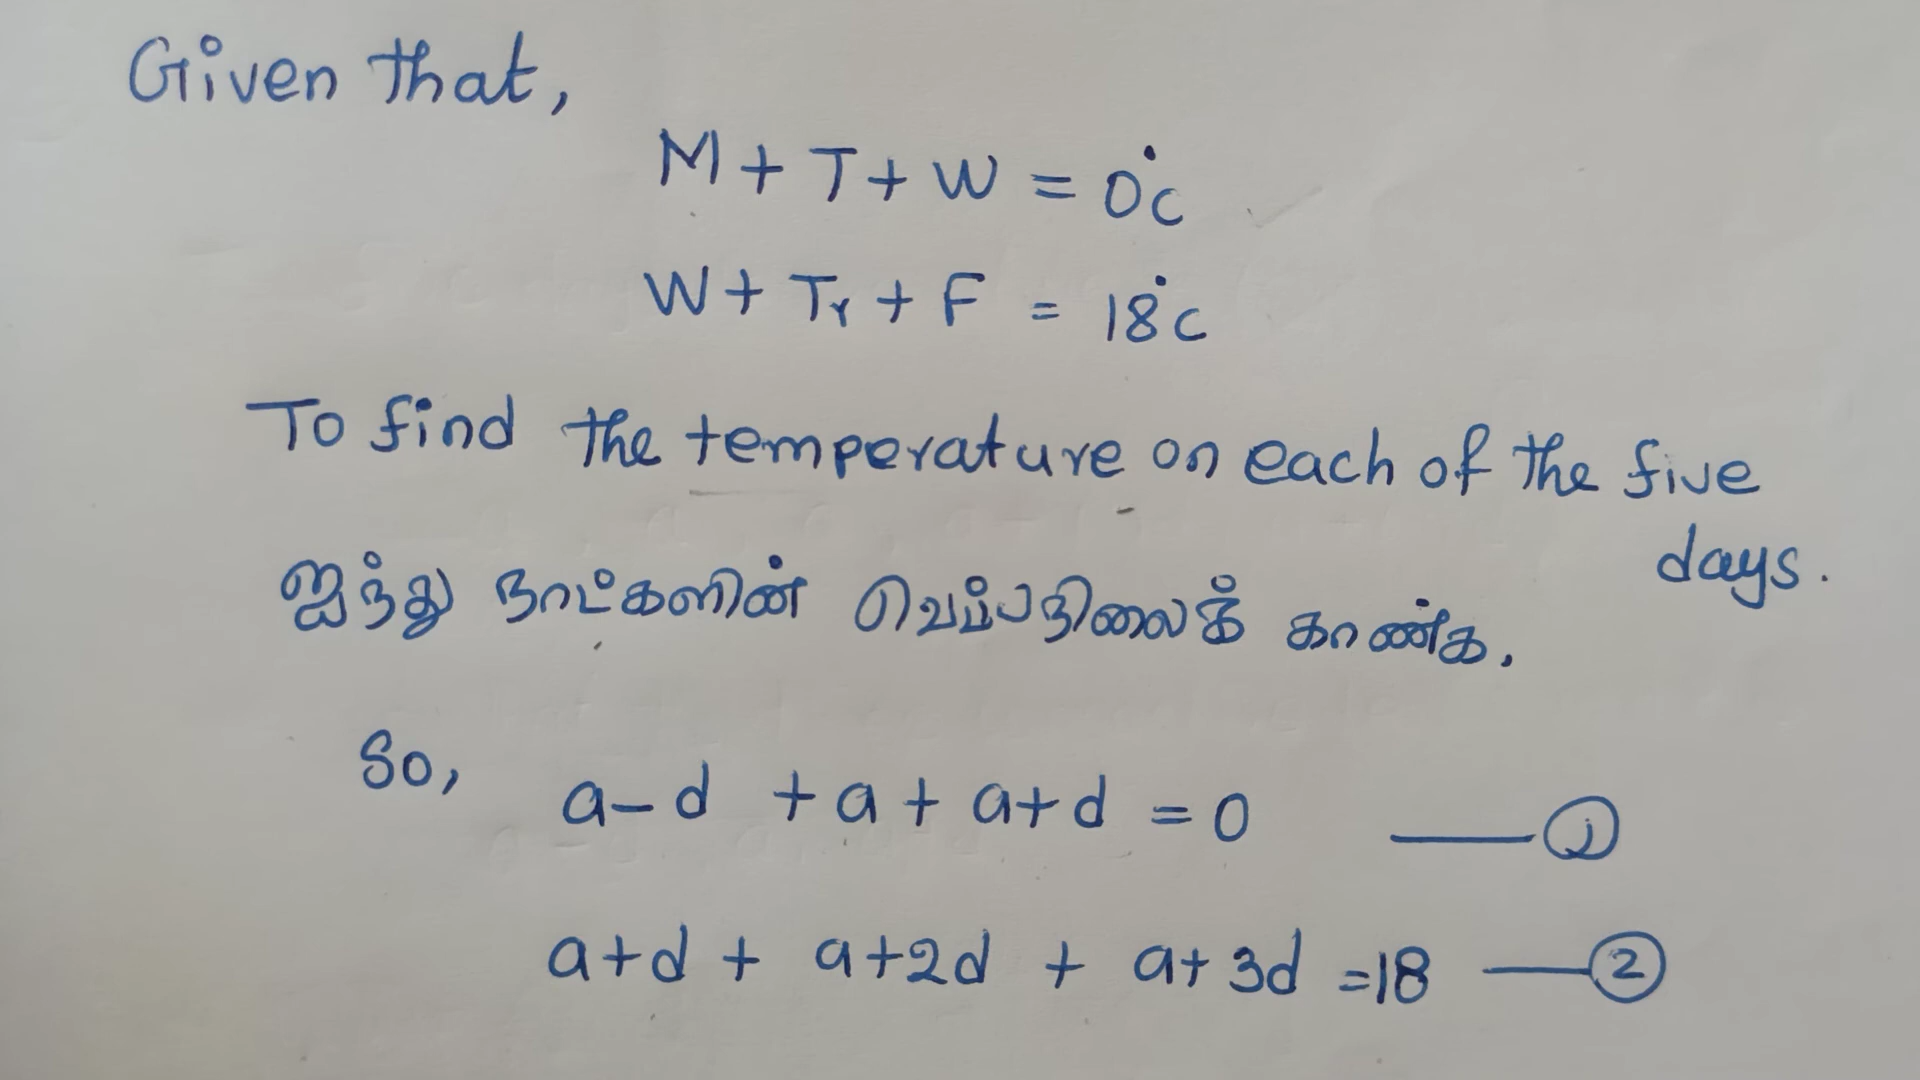 Given that,
M + T + W = 0°c
W + Tr + F = 18°c
To find the temperature on each of the five
days.
ஐந்து நாட்களின் வெப்பநிலைக் காண்க.
So, a-d + a + a+d = 0 —— ①
a+d + a+2d + a+3d =18 —— ②